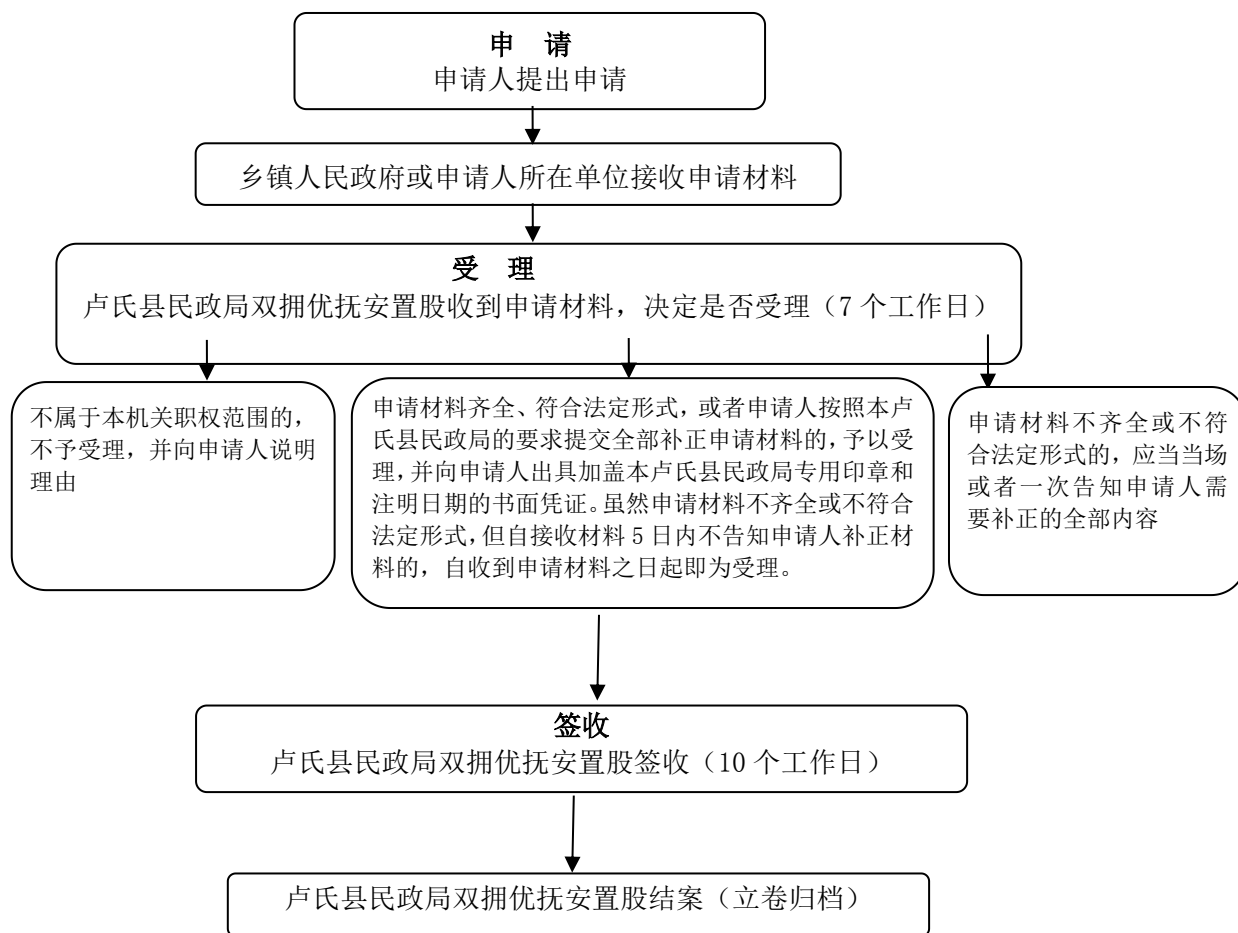 申 请
申请人提出申请
乡镇人民政府或申请人所在单位接收申请材料
受 理
卢氏县民政局双拥优抚安置股收到申请材料，决定是否受理（7 个工作日）
不属于本机关职权范围的，
不予受理，并向申请人说明
理由
申请材料齐全、符合法定形式，或者申请人按照本卢
氏县民政局的要求提交全部补正申请材料的，予以受
理，并向申请人出具加盖本卢氏县民政局专用印章和
注明日期的书面凭证。虽然申请材料不齐全或不符合
法定形式，但自接收材料 5 日内不告知申请人补正材
料的，自收到申请材料之日起即为受理。
申请材料不齐全或不符
合法定形式的，应当当场
或者一次告知申请人需
要补正的全部内容
签收
卢氏县民政局双拥优抚安置股签收（10 个工作日）
卢氏县民政局双拥优抚安置股结案（立卷归档）